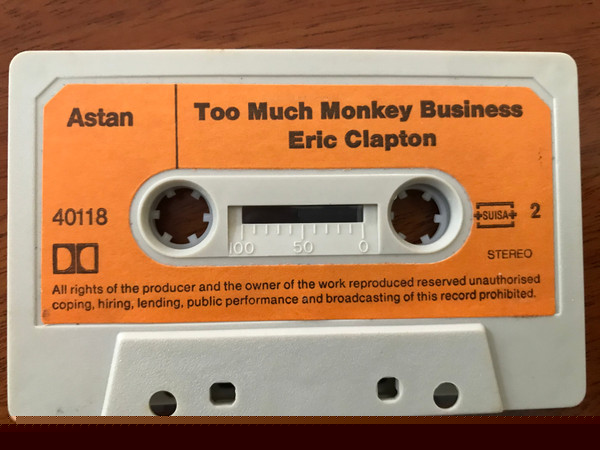 Astan
Too Much Monkey Business
Eric Clapton
40118
SUISA
2
100 50 0
STEREO
All rights of the producer and the owner of the work reproduced reserved unauthorised
coping, hiring, lending, public performance and broadcasting of this record prohibited.